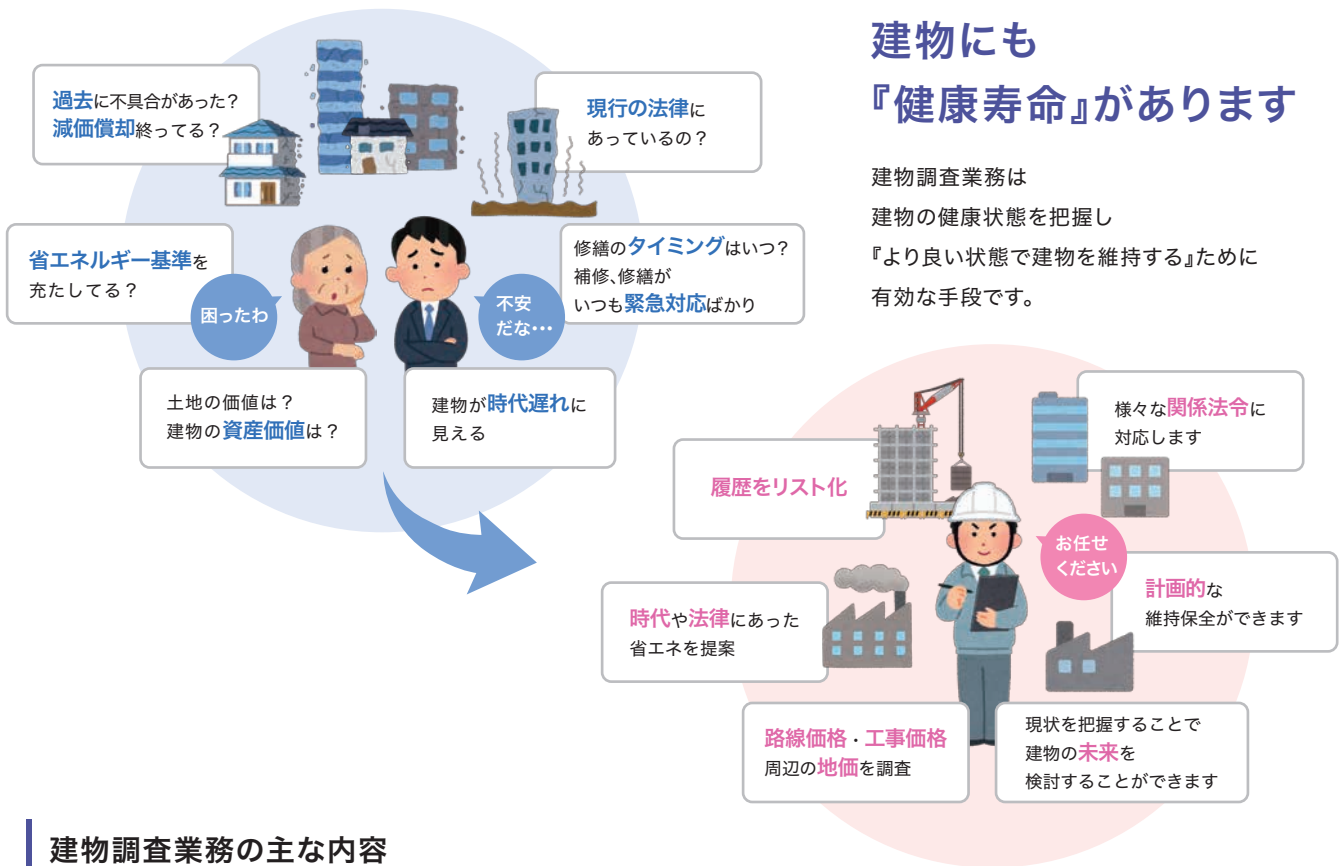 建物にも
『健康寿命』があります
建物調査業務は
建物の健康状態を把握し
『より良い状態で建物を維持する』ために
有効な手段です。
過去に不具合があった？
減価償却終ってる？
現行の法律に
あっているの？
省エネルギー基準を
充たしてる？
困ったわ
不安
だな…
修繕のタイミングはいつ？
補修、修繕が
いつも緊急対応ばかり
土地の価値は？
建物の資産価値は？
建物が時代遅れに
見える
様々な関係法令に
対応します
履歴をリスト化
お任せ
ください
計画的な
維持保全ができます
時代や法律にあった
省エネを提案
路線価格・工事価格
周辺の地価を調査
現状を把握することで
建物の未来を
検討することができます
建物調査業務の主な内容